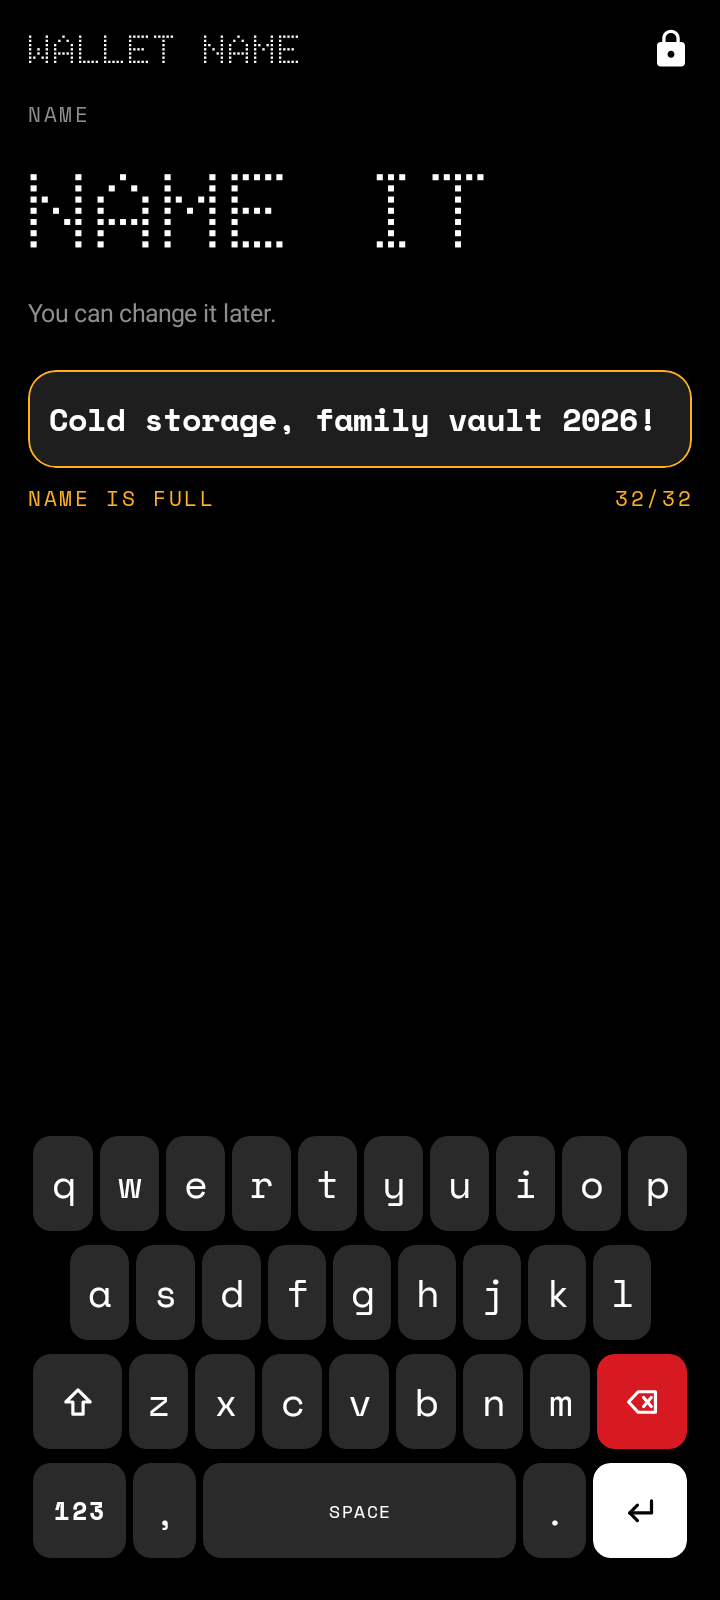 WALLET NAME
NAME
NAME IT
You can change it later.
Cold storage, family vault 2026!
NAME IS FULL 32/32
q w e r t y u i o p
a s d f g h j k l
z x c v b n m
123 , SPACE .